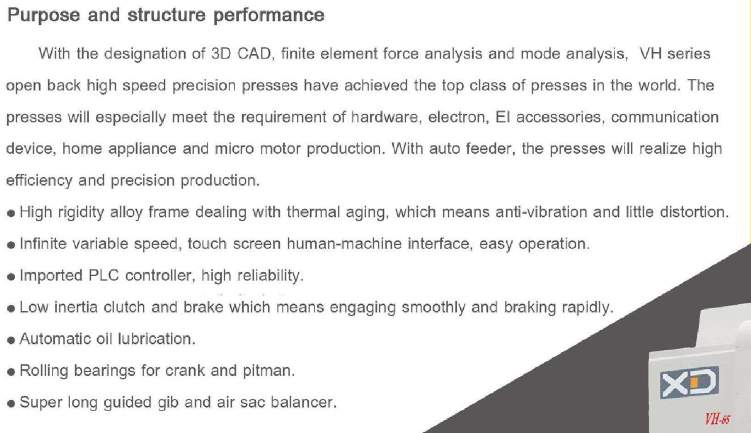 Purpose and structure performance
With the designation of 3D CAD, finite element force analysis and mode analysis, VH series
open back high speed precision presses have achieved the top class of presses in the world. The
presses will especially meet the requirement of hardware, electron, EI accessories, communication
device, home appliance and micro motor production. With auto feeder, the presses will realize high
efficiency and precision production.
● High rigidity alloy frame dealing with thermal aging, which means anti-vibration and little distortion.
● Infinite variable speed, touch screen human-machine interface, easy operation.
● Imported PLC controller, high reliability.
● Low inertia clutch and brake which means engaging smoothly and braking rapidly.
● Automatic oil lubrication.
● Rolling bearings for crank and pitman.
● Super long guided gib and air sac balancer.
XD
VH-65